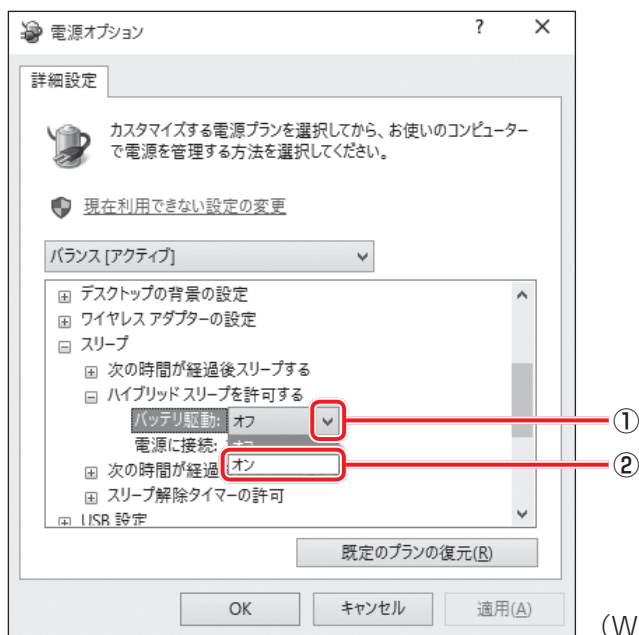 電源オプション ? ×
詳細設定
カスタマイズする電源プランを選択してから、お使いのコンピューター
で電源を管理する方法を選択してください。
現在利用できない設定の変更
バランス [アクティブ]
デスクトップの背景の設定
ワイヤレス アダプターの設定
スリープ
次の時間が経過後スリープする
ハイブリッド スリープを許可する
バッテリ駆動: オフ ①
電源に接続:
次の時間が経過 オン ②
スリープ解除タイマーの許可
USB 設定
既定のプランの復元(R)
OK キャンセル 適用(A)
(W